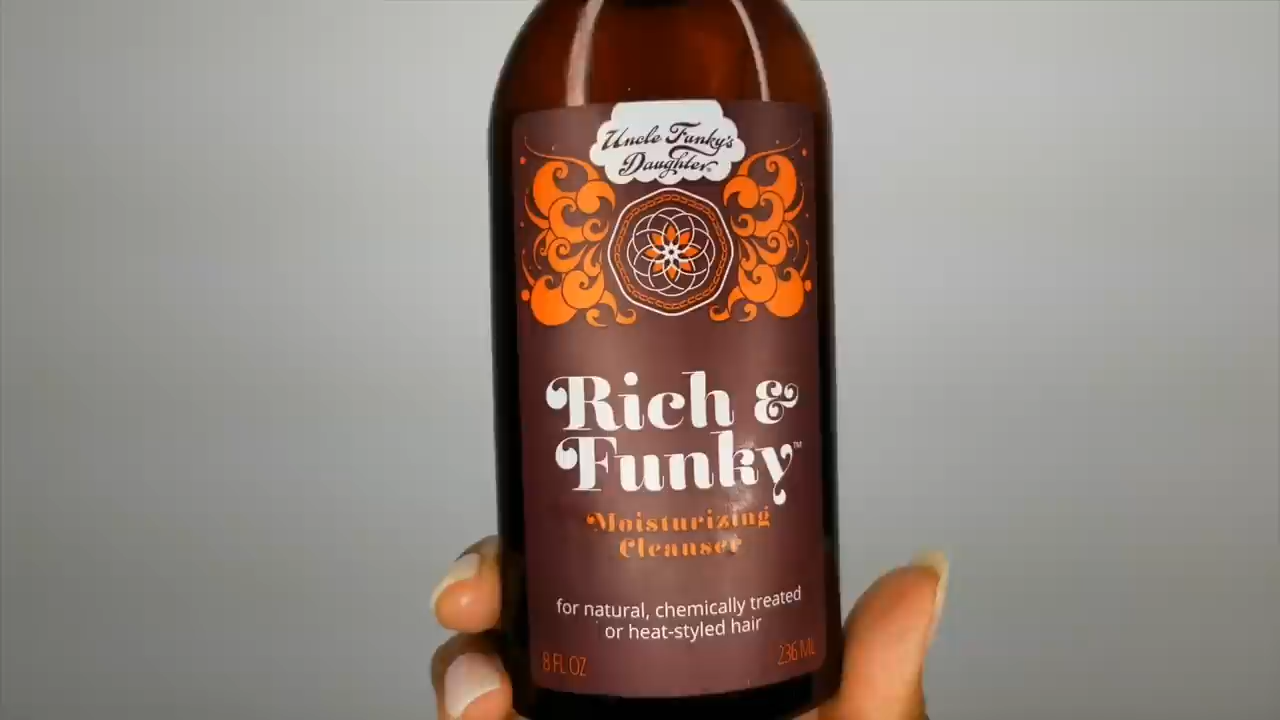 Uncle Funky's
Daughter®
Rich &
Funky™
Moisturizing
Cleanser
for natural, chemically treated
or heat-styled hair
8 FL OZ
236 ML